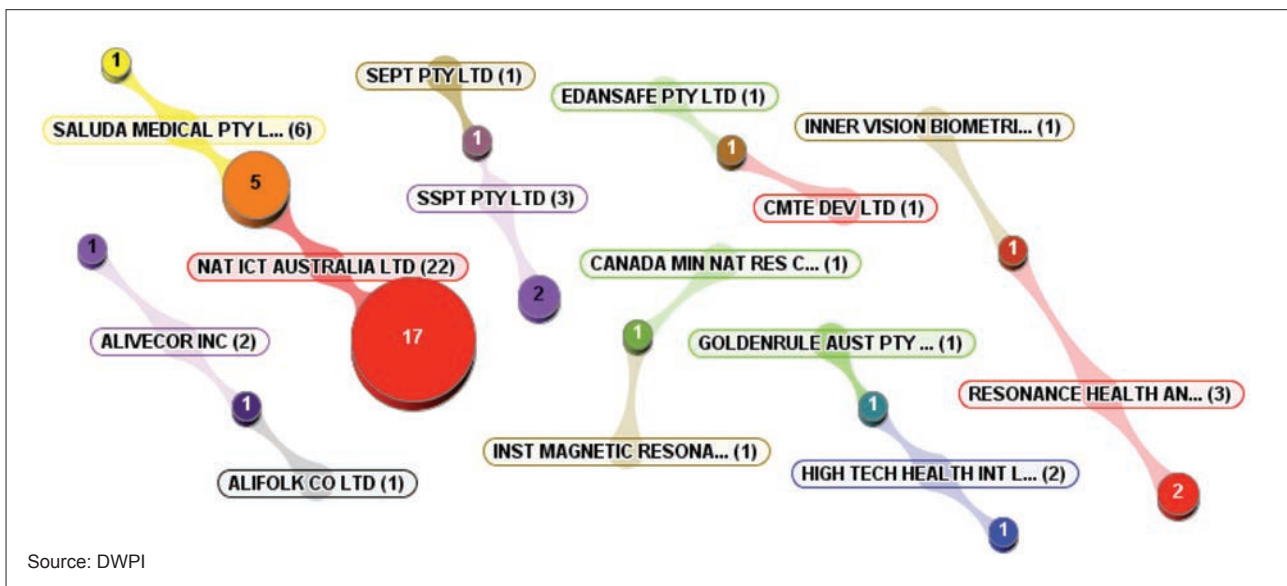 1
SALUDA MEDICAL PTY L... (6)
5
NAT ICT AUSTRALIA LTD (22)
17
1
ALIVECOR INC (2)
1
ALIFOLK CO LTD (1)
SEPT PTY LTD (1)
1
SSPT PTY LTD (3)
2
EDANSAFE PTY LTD (1)
1
CMTE DEV LTD (1)
CANADA MIN NAT RES C... (1)
1
INST MAGNETIC RESONA... (1)
GOLDENRULE AUST PTY ... (1)
1
HIGH TECH HEALTH INT L... (2)
1
INNER VISION BIOMETRI... (1)
1
RESONANCE HEALTH AN... (3)
2
Source: DWPI